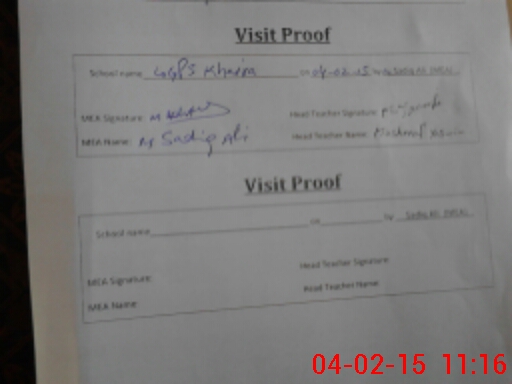 Visit Proof
School name GGPS Khaira on 04-02-15 by Sadiq Ali (MEA)
MEA Signature: Head Teacher Signature:
MEA Name: M Sadiq Ali Head Teacher Name:
Visit Proof
School name on by Sadiq Ali (MEA)
MEA Signature: Head Teacher Signature:
MEA Name: Head Teacher Name:
04-02-15 11:16